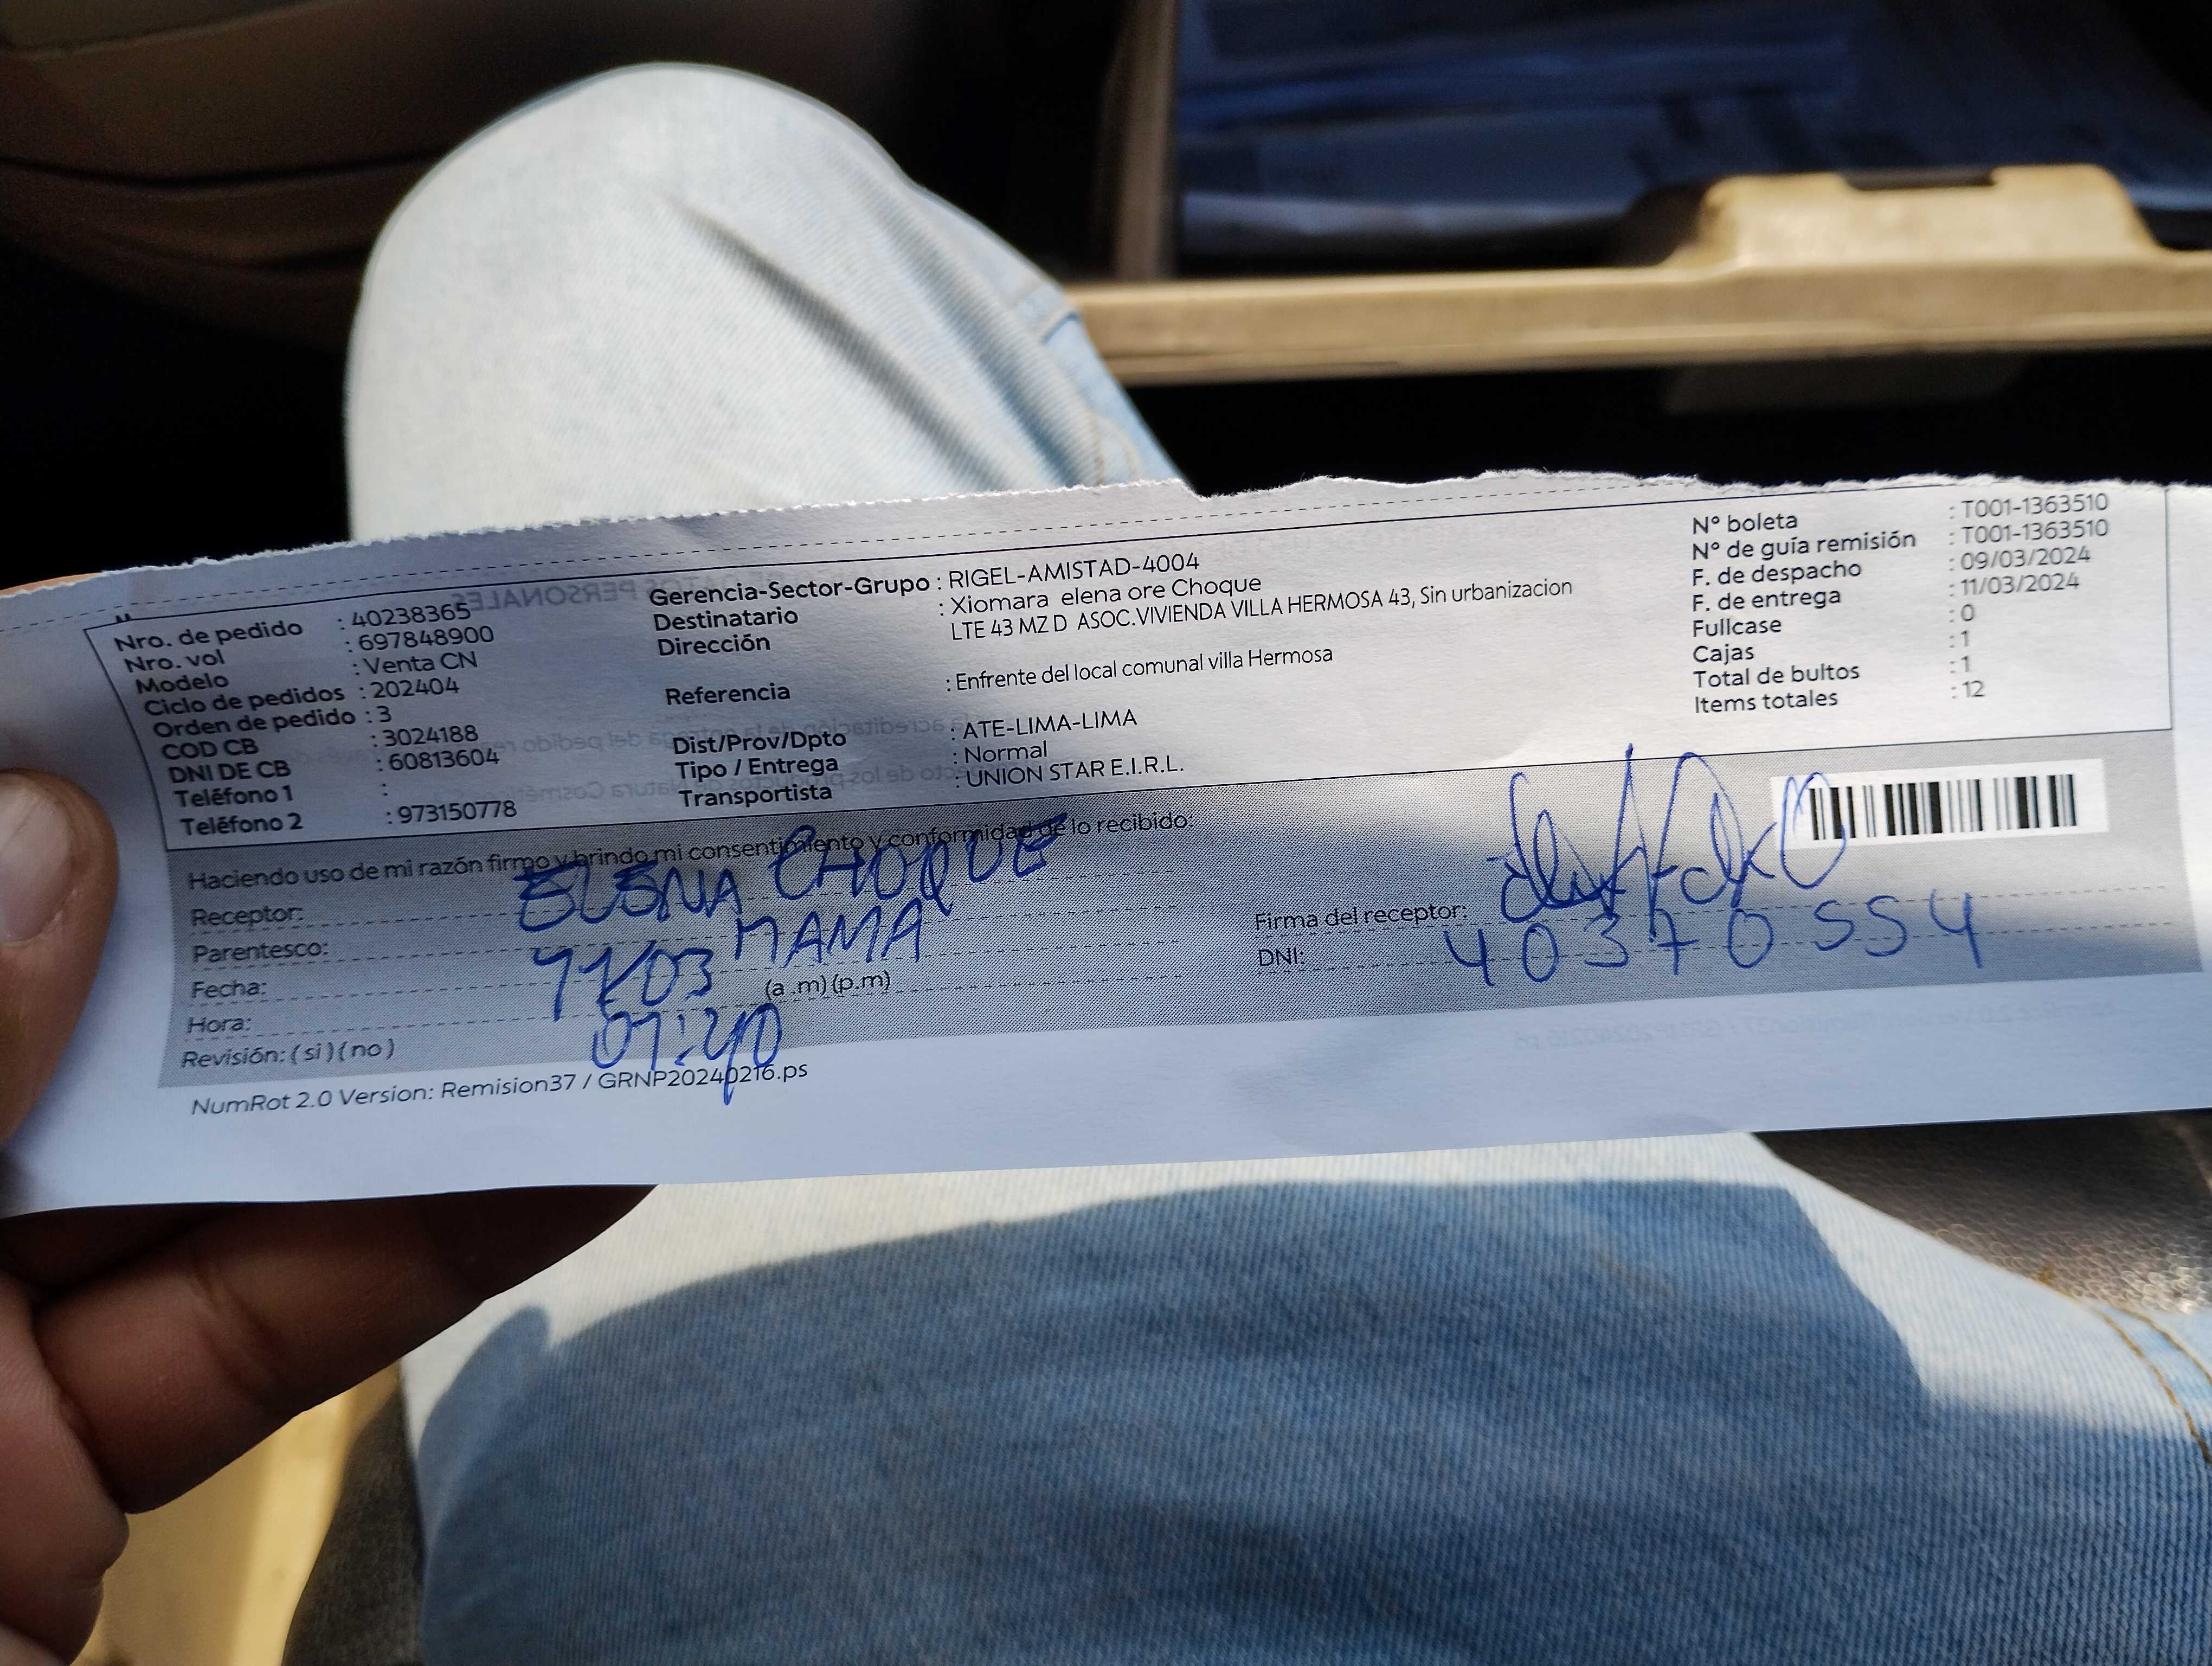 Nro. de pedido : 40238365
Nro. vol : 697848900
Modelo : Venta CN
Ciclo de pedidos : 202404
Orden de pedido : 3
COD CB : 3024188
DNI DE CB : 60813604
Teléfono 1 :
Teléfono 2 : 973150778
Gerencia-Sector-Grupo : RIGEL-AMISTAD-4004
Destinatario : Xiomara elena ore Choque
Dirección LTE 43 MZ D ASOC.VIVIENDA VILLA HERMOSA 43, Sin urbanizacion
Referencia : Enfrente del local comunal villa Hermosa
Dist/Prov/Dpto : ATE-LIMA-LIMA
Tipo / Entrega : Normal
Transportista : UNION STAR E.I.R.L.
N° boleta : T001-1363510
N° de guía remisión : T001-1363510
F. de despacho : 09/03/2024
F. de entrega : 11/03/2024
Fullcase : 0
Cajas : 1
Total de bultos : 1
Items totales : 12
Haciendo uso de mi razón firmo y brindo mi consentimiento y conformidad de lo recibido:
Receptor: ELENA CHOQUE
Parentesco: MAMA
Fecha: 11/03
Hora: (a.m) (p.m) 07:40
Revisión: ( si ) ( no )
Firma del receptor:
DNI: 40370554
NumRot 2.0 Version: Remision37 / GRNP20240216.ps